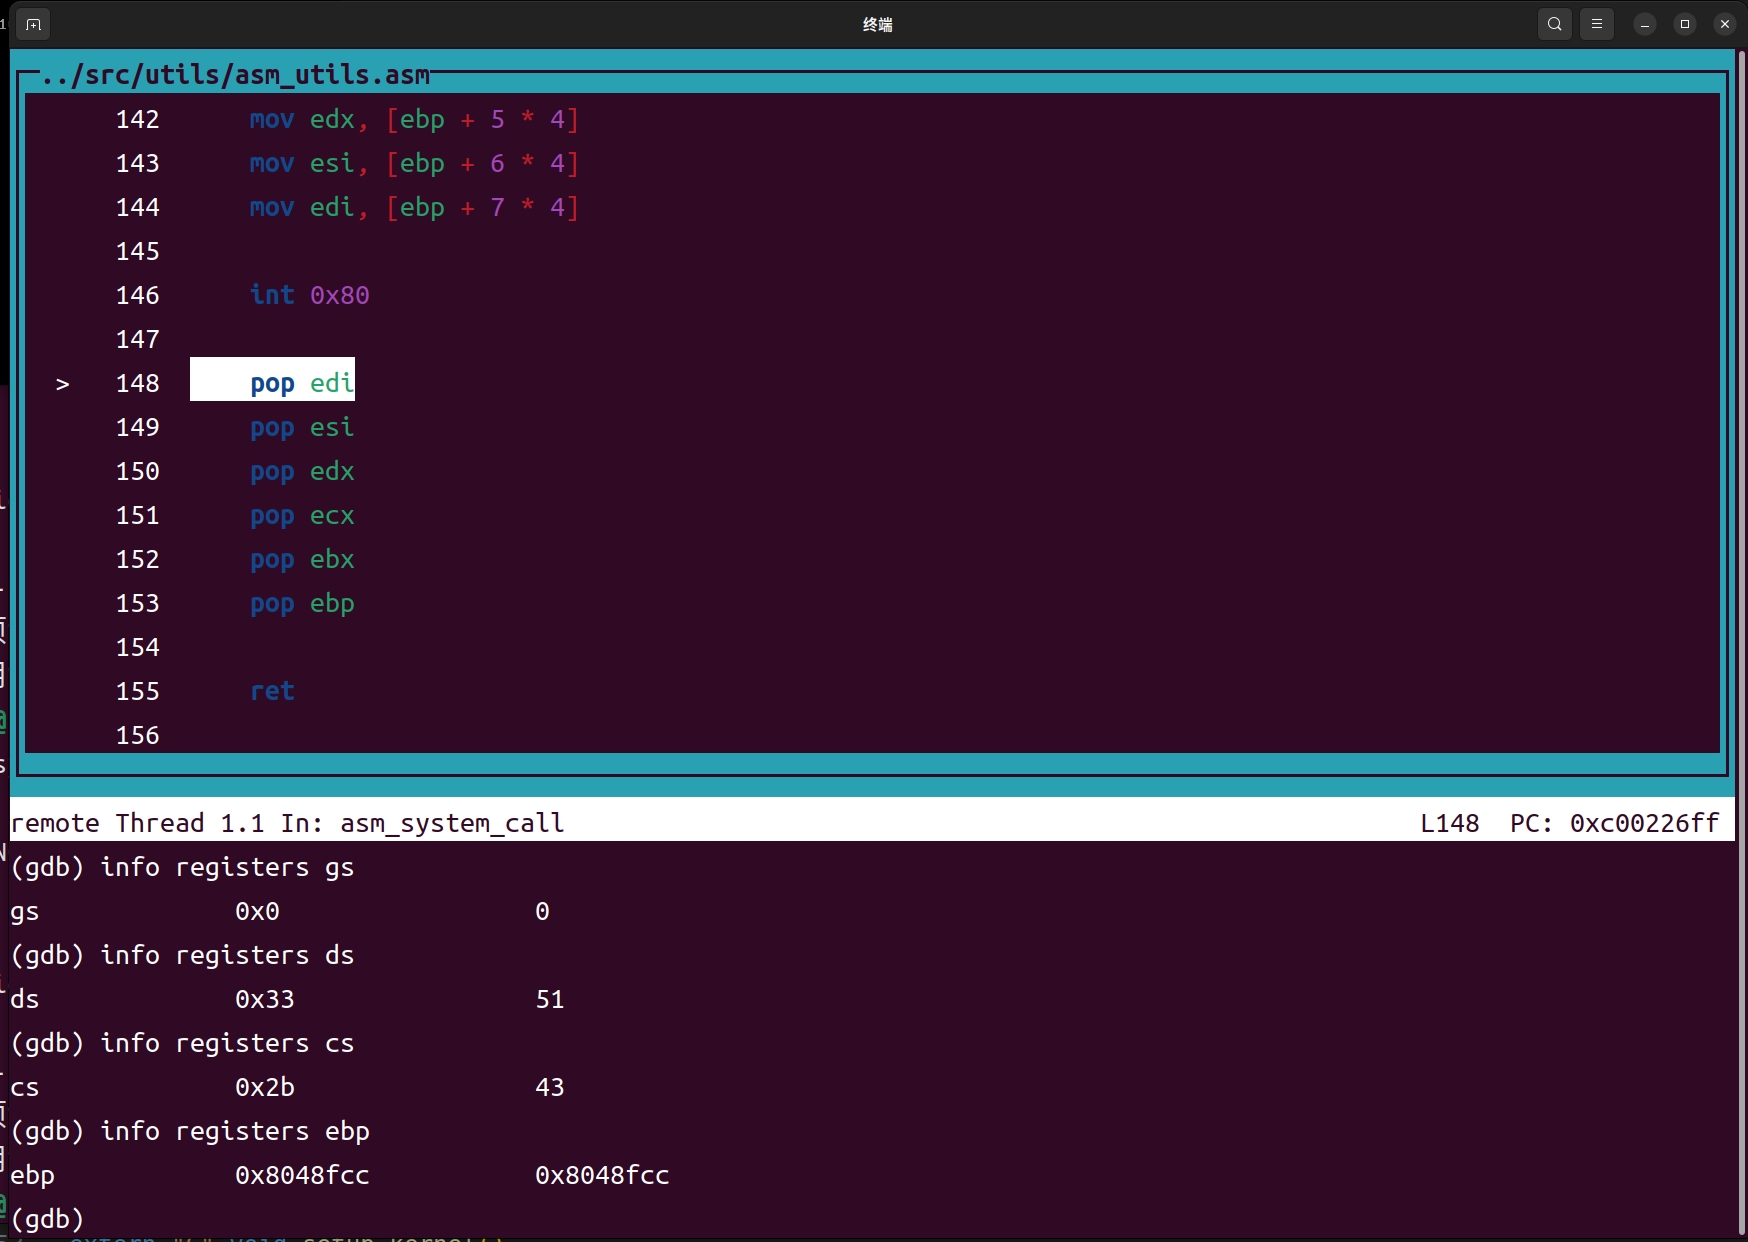 终端
../src/utils/asm_utils.asm
142 mov edx, [ebp + 5 * 4]
143 mov esi, [ebp + 6 * 4]
144 mov edi, [ebp + 7 * 4]
145
146 int 0x80
147
> 148 pop edi
149 pop esi
150 pop edx
151 pop ecx
152 pop ebx
153 pop ebp
154
155 ret
156
remote Thread 1.1 In: asm_system_call L148 PC: 0xc00226ff
(gdb) info registers gs
gs 0x0 0
(gdb) info registers ds
ds 0x33 51
(gdb) info registers cs
cs 0x2b 43
(gdb) info registers ebp
ebp 0x8048fcc 0x8048fcc
(gdb)